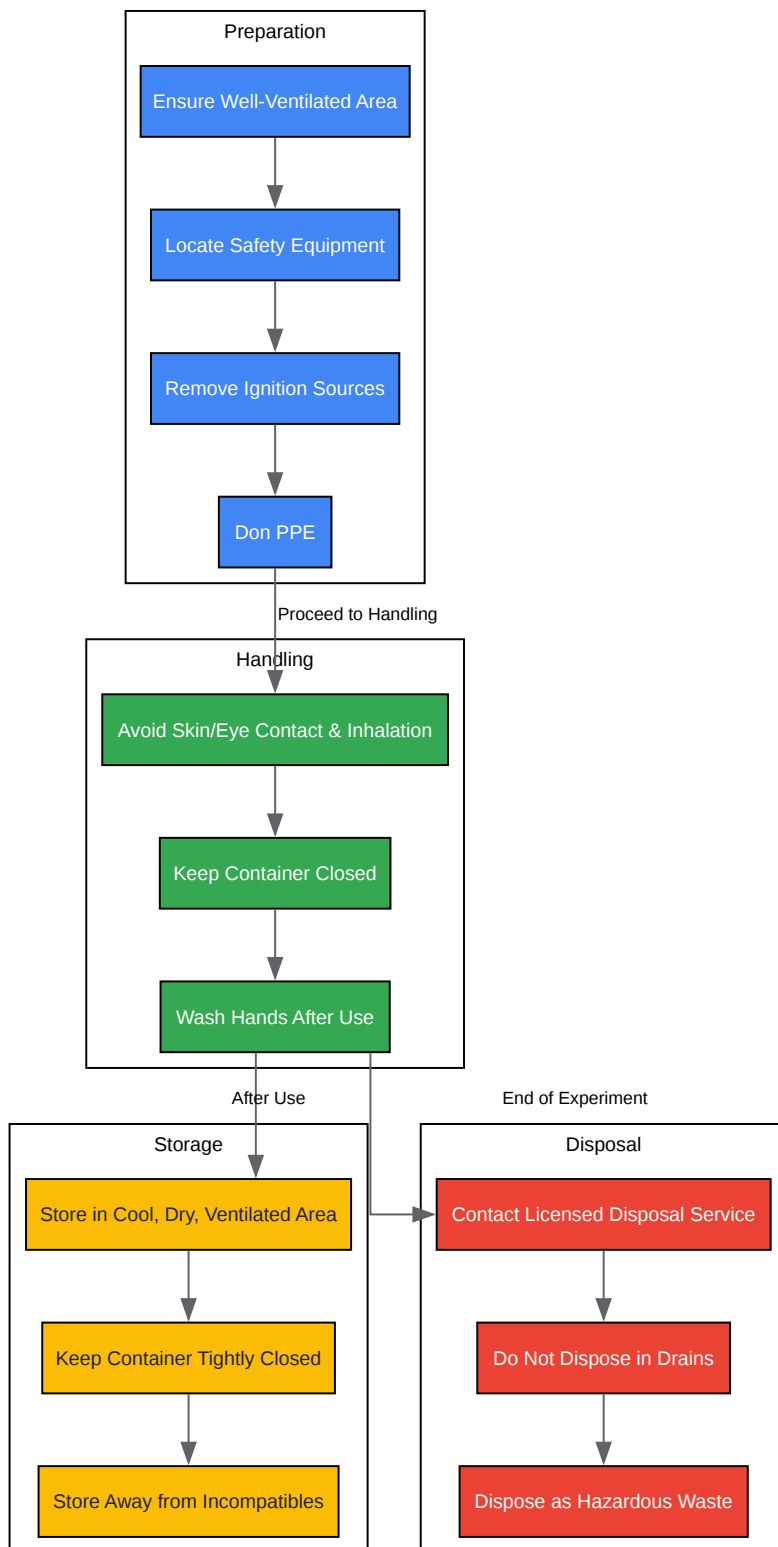 Preparation
Ensure Well-Ventilated Area
Locate Safety Equipment
Remove Ignition Sources
Don PPE
Proceed to Handling
Handling
Avoid Skin/Eye Contact & Inhalation
Keep Container Closed
Wash Hands After Use
After Use
End of Experiment
Storage
Store in Cool, Dry, Ventilated Area
Keep Container Tightly Closed
Store Away from Incompatibles
Disposal
Contact Licensed Disposal Service
Do Not Dispose in Drains
Dispose as Hazardous Waste